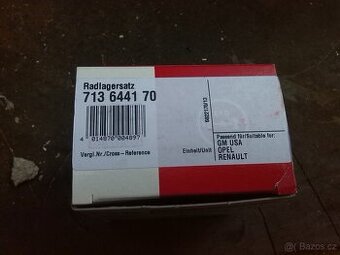 Radlagersatz
713 6441 70
4 014870 004897
Vergl.Nr./Cross - Reference
Einheit/Unit
Passend für/Suitable for:
GM USA
OPEL
RENAULT
Bazos.cz